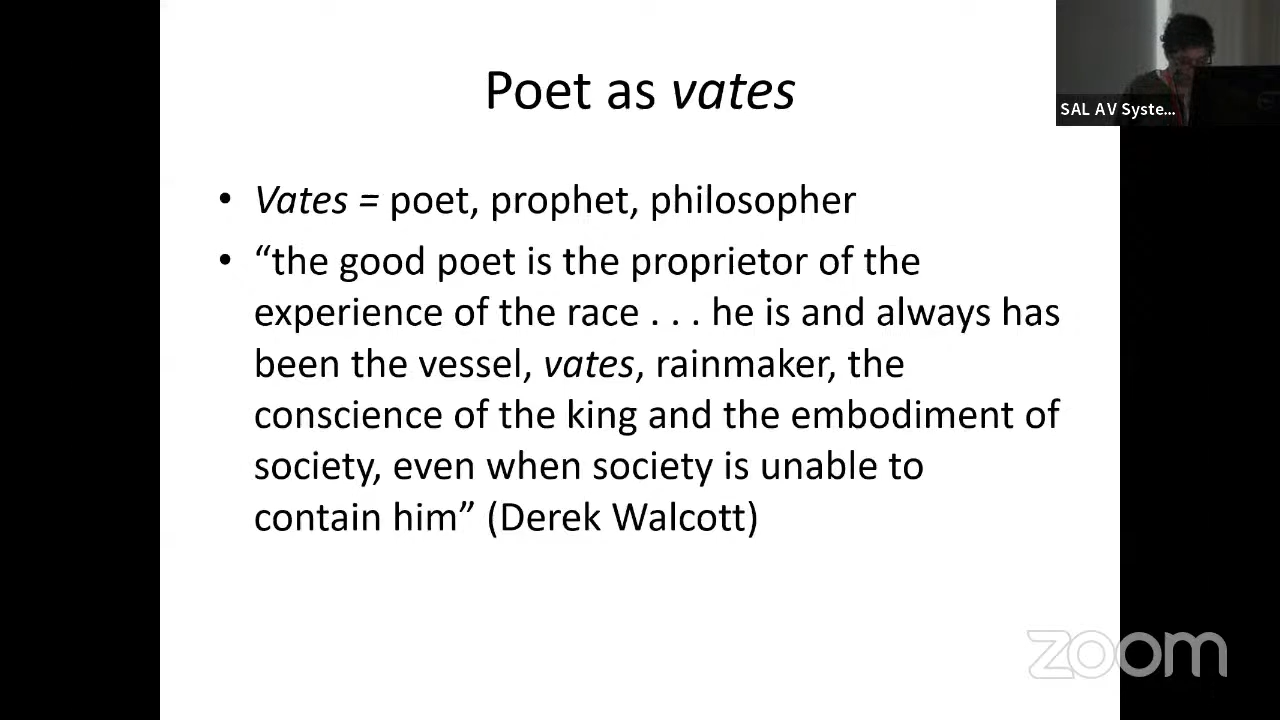 Poet as vates
SAL AV Syste...
• Vates = poet, prophet, philosopher
• “the good poet is the proprietor of the
experience of the race . . . he is and always has
been the vessel, vates, rainmaker, the
conscience of the king and the embodiment of
society, even when society is unable to
contain him” (Derek Walcott)
zoom